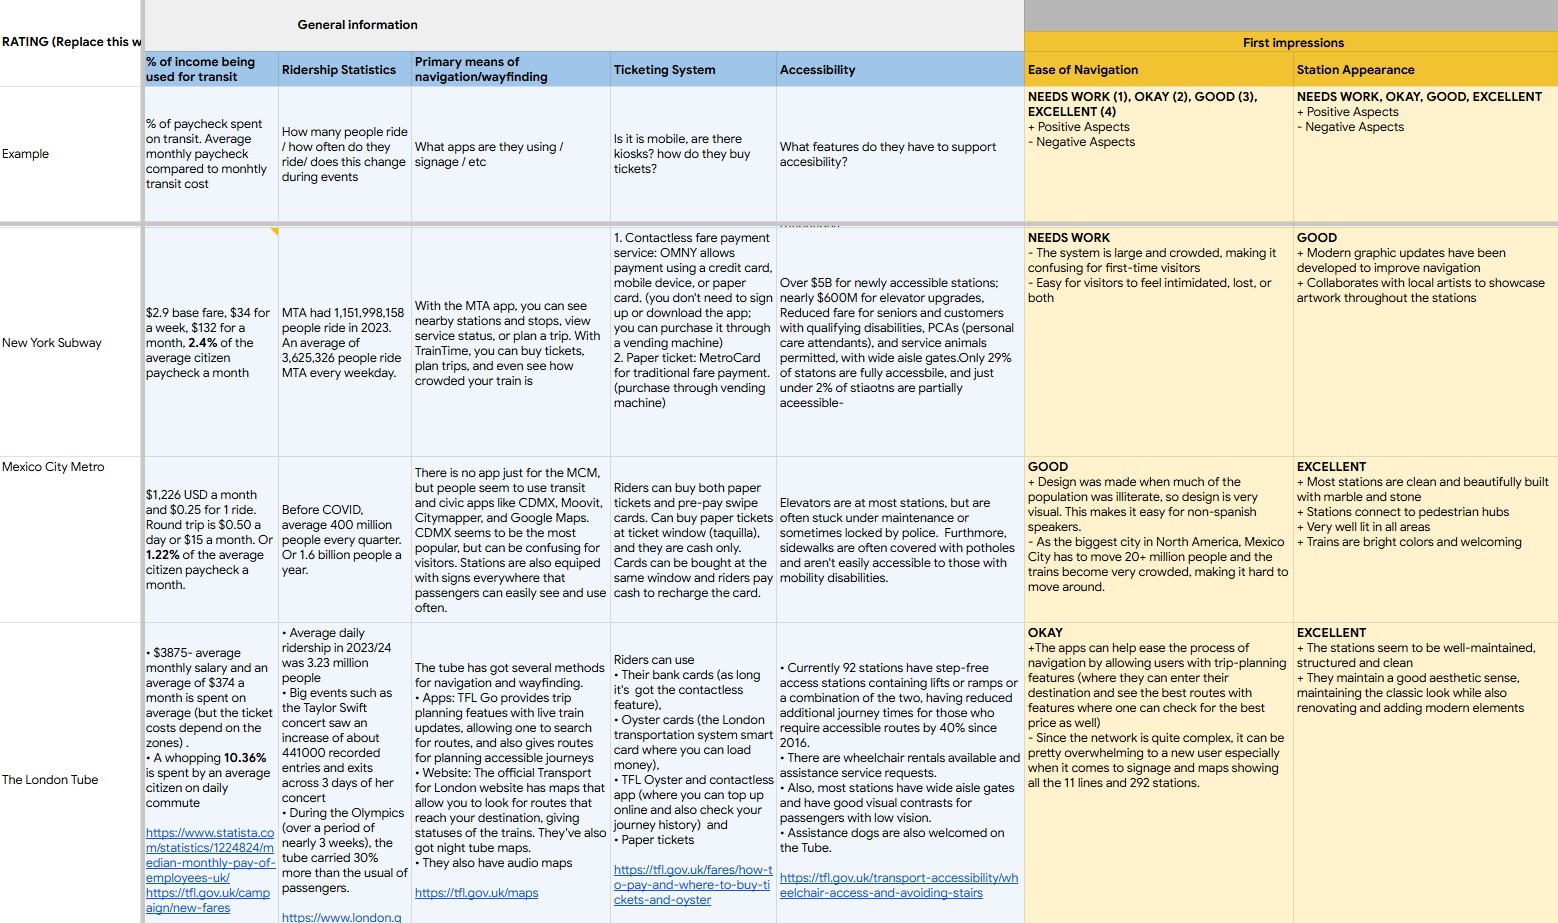 General information
RATING (Replace this w
First impressions
% of income being
used for transit
Ridership Statistics
Primary means of
navigation/wayfinding
Ticketing System
Accessibility
Ease of Navigation
Station Appearance
Example
% of paycheck spent
on transit. Average
monthly paycheck
compared to monhtly
transit cost
How many people ride
/ how often do they
ride/ does this change
during events
What apps are they using /
signage / etc
Is it is mobile, are there
kiosks? how do they buy
tickets?
What features do they have to support
accesibility?
NEEDS WORK (1), OKAY (2), GOOD (3),
EXCELLENT (4)
+ Positive Aspects
- Negative Aspects
NEEDS WORK, OKAY, GOOD, EXCELLENT
+ Positive Aspects
- Negative Aspects
New York Subway
$2.9 base fare, $34 for
a week, $132 for a
month, 2.4% of the
average citizen
paycheck a month
MTA had 1,151,998,158
people ride in 2023.
An average of
3,625,326 people ride
MTA every weekday.
With the MTA app, you can see
nearby stations and stops, view
service status, or plan a trip. With
TrainTime, you can buy tickets,
plan trips, and even see how
crowded your train is
1. Contactless fare payment
service: OMNY allows
payment using a credit card,
mobile device, or paper
card. (you don't need to sign
up or download the app;
you can purchase it through
a vending machine)
2. Paper ticket: MetroCard
for traditional fare payment.
(purchase through vending
machine)
Over $5B for newly accessible stations;
nearly $600M for elevator upgrades,
Reduced fare for seniors and customers
with qualifying disabilities, PCAs (personal
care attendants), and service animals
permitted, with wide aisle gates.Only 29%
of statons are fully accessbile, and just
under 2% of stiaotns are partially
aceessible-
NEEDS WORK
- The system is large and crowded, making it
confusing for first-time visitors
- Easy for visitors to feel intimidated, lost, or
both
GOOD
+ Modern graphic updates have been
developed to improve navigation
+ Collaborates with local artists to showcase
artwork throughout the stations
Mexico City Metro
$1,226 USD a month
and $0.25 for 1 ride.
Round trip is $0.50 a
day or $15 a month. Or
1.22% of the average
citizen paycheck a
month.
Before COVID,
average 400 million
people every quarter.
Or 1.6 billion people a
year.
There is no app just for the MCM,
but people seem to use transit
and civic apps like CDMX, Moovit,
Citymapper, and Google Maps.
CDMX seems to be the most
popular, but can be confusing for
visitors. Stations are also equiped
with signs everywhere that
passengers can easily see and use
often.
Riders can buy both paper
tickets and pre-pay swipe
cards. Can buy paper tickets
at ticket window (taquilla),
and they are cash only.
Cards can be bought at the
same window and riders pay
cash to recharge the card.
Elevators are at most stations, but are
often stuck under maintenance or
sometimes locked by police.  Furthmore,
sidewalks are often covered with potholes
and aren't easily accessible to those with
mobility disabilities.
GOOD
+ Design was made when much of the
population was illiterate, so design is very
visual. This makes it easy for non-spanish
speakers.
- As the biggest city in North America, Mexico
City has to move 20+ million people and the
trains become very crowded, making it hard to
move around.
EXCELLENT
+ Most stations are clean and beautifully built
with marble and stone
+ Stations connect to pedestrian hubs
+ Very well lit in all areas
+ Trains are bright colors and welcoming
The London Tube
• $3875- average
monthly salary and an
average of $374 a
month is spent on
average (but the ticket
costs depend on the
zones) .
• A whopping 10.36%
is spent by an average
citizen on daily
commute
https://www.statista.co
m/statistics/1224824/m
edian-monthly-pay-of-
employees-uk/
https://tfl.gov.uk/camp
aign/new-fares
• Average daily
ridership in 2023/24
was 3.23 million
people
• Big events such as
the Taylor Swift
concert saw an
increase of about
441000 recorded
entries and exits
across 3 days of her
concert
• During the Olympics
(over a period of
nearly 3 weeks), the
tube carried 30%
more than the usual of
passengers.
https://www.london.g
The tube has got several methods
for navigation and wayfinding.
• Apps: TFL Go provides trip
planning featues with live train
updates, allowing one to search
for routes, and also gives routes
for planning accessible journeys
• Website: The official Transport
for London website has maps that
allow you to look for routes that
reach your destination, giving
statuses of the trains. They've also
got night tube maps.
• They also have audio maps
https://tfl.gov.uk/maps
Riders can use
• Their bank cards (as long
it's  got the contactless
feature),
• Oyster cards (the London
transportation system smart
card where you can load
money),
• TFL Oyster and contactless
app (where you can top up
online and also check your
journey history)  and
• Paper tickets
https://tfl.gov.uk/fares/how-t
o-pay-and-where-to-buy-ti
ckets-and-oyster
• Currently 92 stations have step-free
access stations containing lifts or ramps or
a combination of the two, having reduced
additional journey times for those who
require accessible routes by 40% since
2016.
• There are wheelchair rentals available and
assistance service requests.
• Also, most stations have wide aisle gates
and have good visual contrasts for
passengers with low vision.
• Assistance dogs are also welcomed on
the Tube.
https://tfl.gov.uk/transport-accessibility/wh
eelchair-access-and-avoiding-stairs
OKAY
+The apps can help ease the process of
navigation by allowing users with trip-planning
features (where they can enter their
destination and see the best routes with
features where one can check for the best
price as well)
- Since the network is quite complex, it can be
pretty overwhelming to a new user especially
when it comes to signage and maps showing
all the 11 lines and 292 stations.
EXCELLENT
+ The stations seem to be well-maintained,
structured and clean
+ They maintain a good aesthetic sense,
maintaining the classic look while also
renovating and adding modern elements